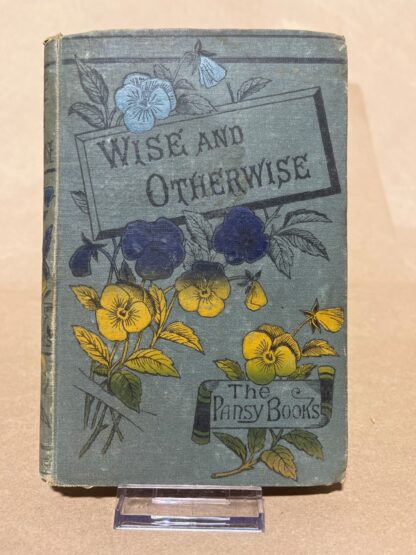 WISE AND
OTHERWISE
The
PANSY BOOKS